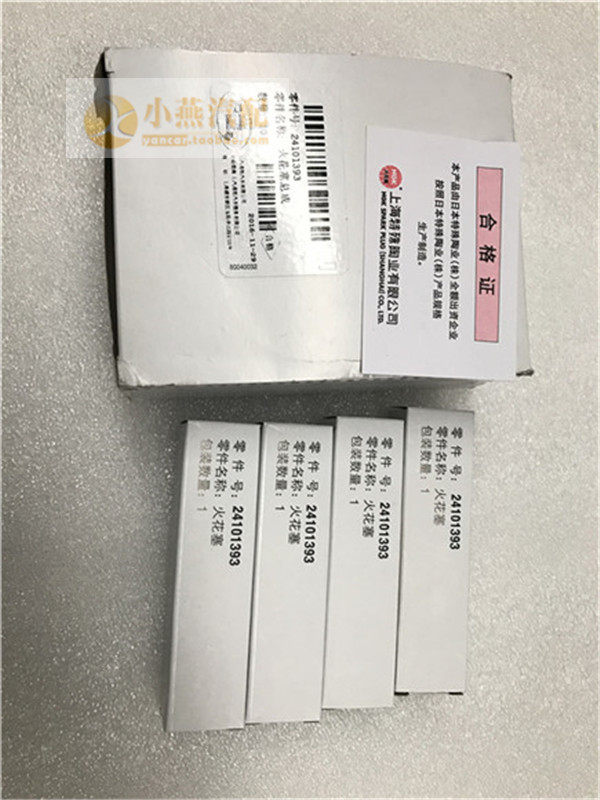 小燕汽配
yancar.taobao.com
零件号: 24101393
零件名称: 火花塞总成
2016-11-29
合格
80040032
合格证
本产品由日本特殊陶业(株)全额出资企业
按照日本特殊陶业(株)产品规格
生产制造。
NGK
上海特殊陶业有限公司
NGK SPARK PLUG (SHANGHAI) CO., LTD.
零 件 号: 24101393
零件名称: 火花塞
包装数量: 1
零 件 号: 24101393
零件名称: 火花塞
包装数量: 1
零 件 号: 24101393
零件名称: 火花塞
包装数量: 1
零 件 号: 24101393
零件名称: 火花塞
包装数量: 1